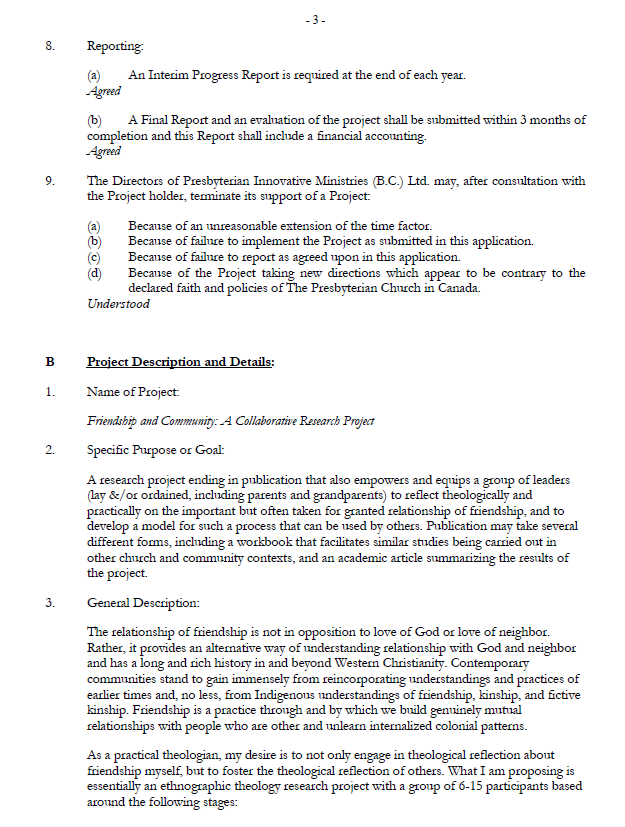 - 3 -
8. Reporting:
(a) An Interim Progress Report is required at the end of each year.
Agreed
(b) A Final Report and an evaluation of the project shall be submitted within 3 months of
completion and this Report shall include a financial accounting.
Agreed
9. The Directors of Presbyterian Innovative Ministries (B.C.) Ltd. may, after consultation with
the Project holder, terminate its support of a Project:
(a) Because of an unreasonable extension of the time factor.
(b) Because of failure to implement the Project as submitted in this application.
(c) Because of failure to report as agreed upon in this application.
(d) Because of the Project taking new directions which appear to be contrary to the
declared faith and policies of The Presbyterian Church in Canada.
Understood
B Project Description and Details:
1. Name of Project:
Friendship and Community: A Collaborative Research Project
2. Specific Purpose or Goal:
A research project ending in publication that also empowers and equips a group of leaders
(lay &/or ordained, including parents and grandparents) to reflect theologically and
practically on the important but often taken for granted relationship of friendship, and to
develop a model for such a process that can be used by others. Publication may take several
different forms, including a workbook that facilitates similar studies being carried out in
other church and community contexts, and an academic article summarizing the results of
the project.
3. General Description:
The relationship of friendship is not in opposition to love of God or love of neighbor.
Rather, it provides an alternative way of understanding relationship with God and neighbor
and has a long and rich history in and beyond Western Christianity. Contemporary
communities stand to gain immensely from reincorporating understandings and practices of
earlier times and, no less, from Indigenous understandings of friendship, kinship, and fictive
kinship. Friendship is a practice through and by which we build genuinely mutual
relationships with people who are other and unlearn internalized colonial patterns.
As a practical theologian, my desire is to not only engage in theological reflection about
friendship myself, but to foster the theological reflection of others. What I am proposing is
essentially an ethnographic theology research project with a group of 6-15 participants based
around the following stages: